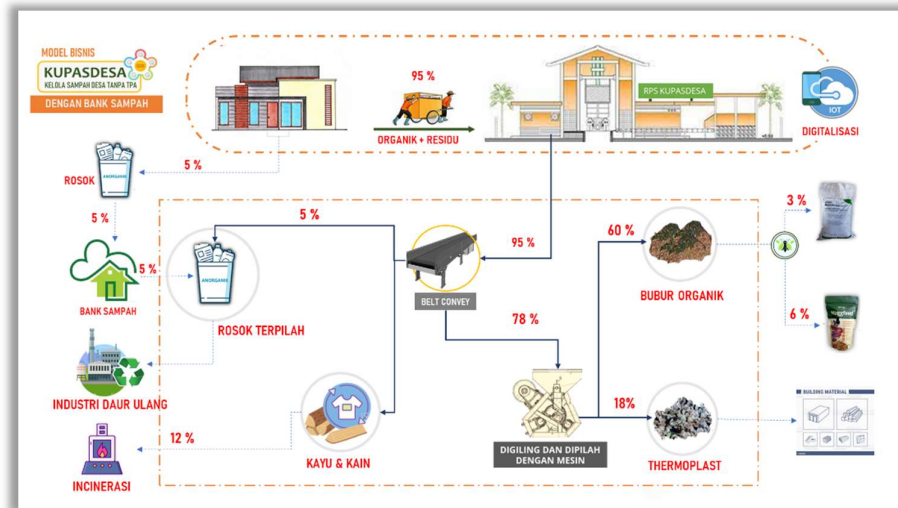 MODEL BISNIS
KUPASDESA
KELOLA SAMPAH DESA TANPA TPA
DENGAN BANK SAMPAH
95 %
ORGANIK + RESIDU
RPS KUPASDESA
IOT
DIGITALISASI
5 %
ANORGANIK
ROSOK
5 %
5 %
BANK SAMPAH
5 %
ANORGANIK
ROSOK TERPILAH
95 %
BELT CONVEY
78 %
60 %
BUBUR ORGANIK
3 %
6 %
INDUSTRI DAUR ULANG
12 %
INCINERASI
KAYU & KAIN
DIGILING DAN DIPILAH
DENGAN MESIN
18%
THERMOPLAST
BUILDING MATERIAL